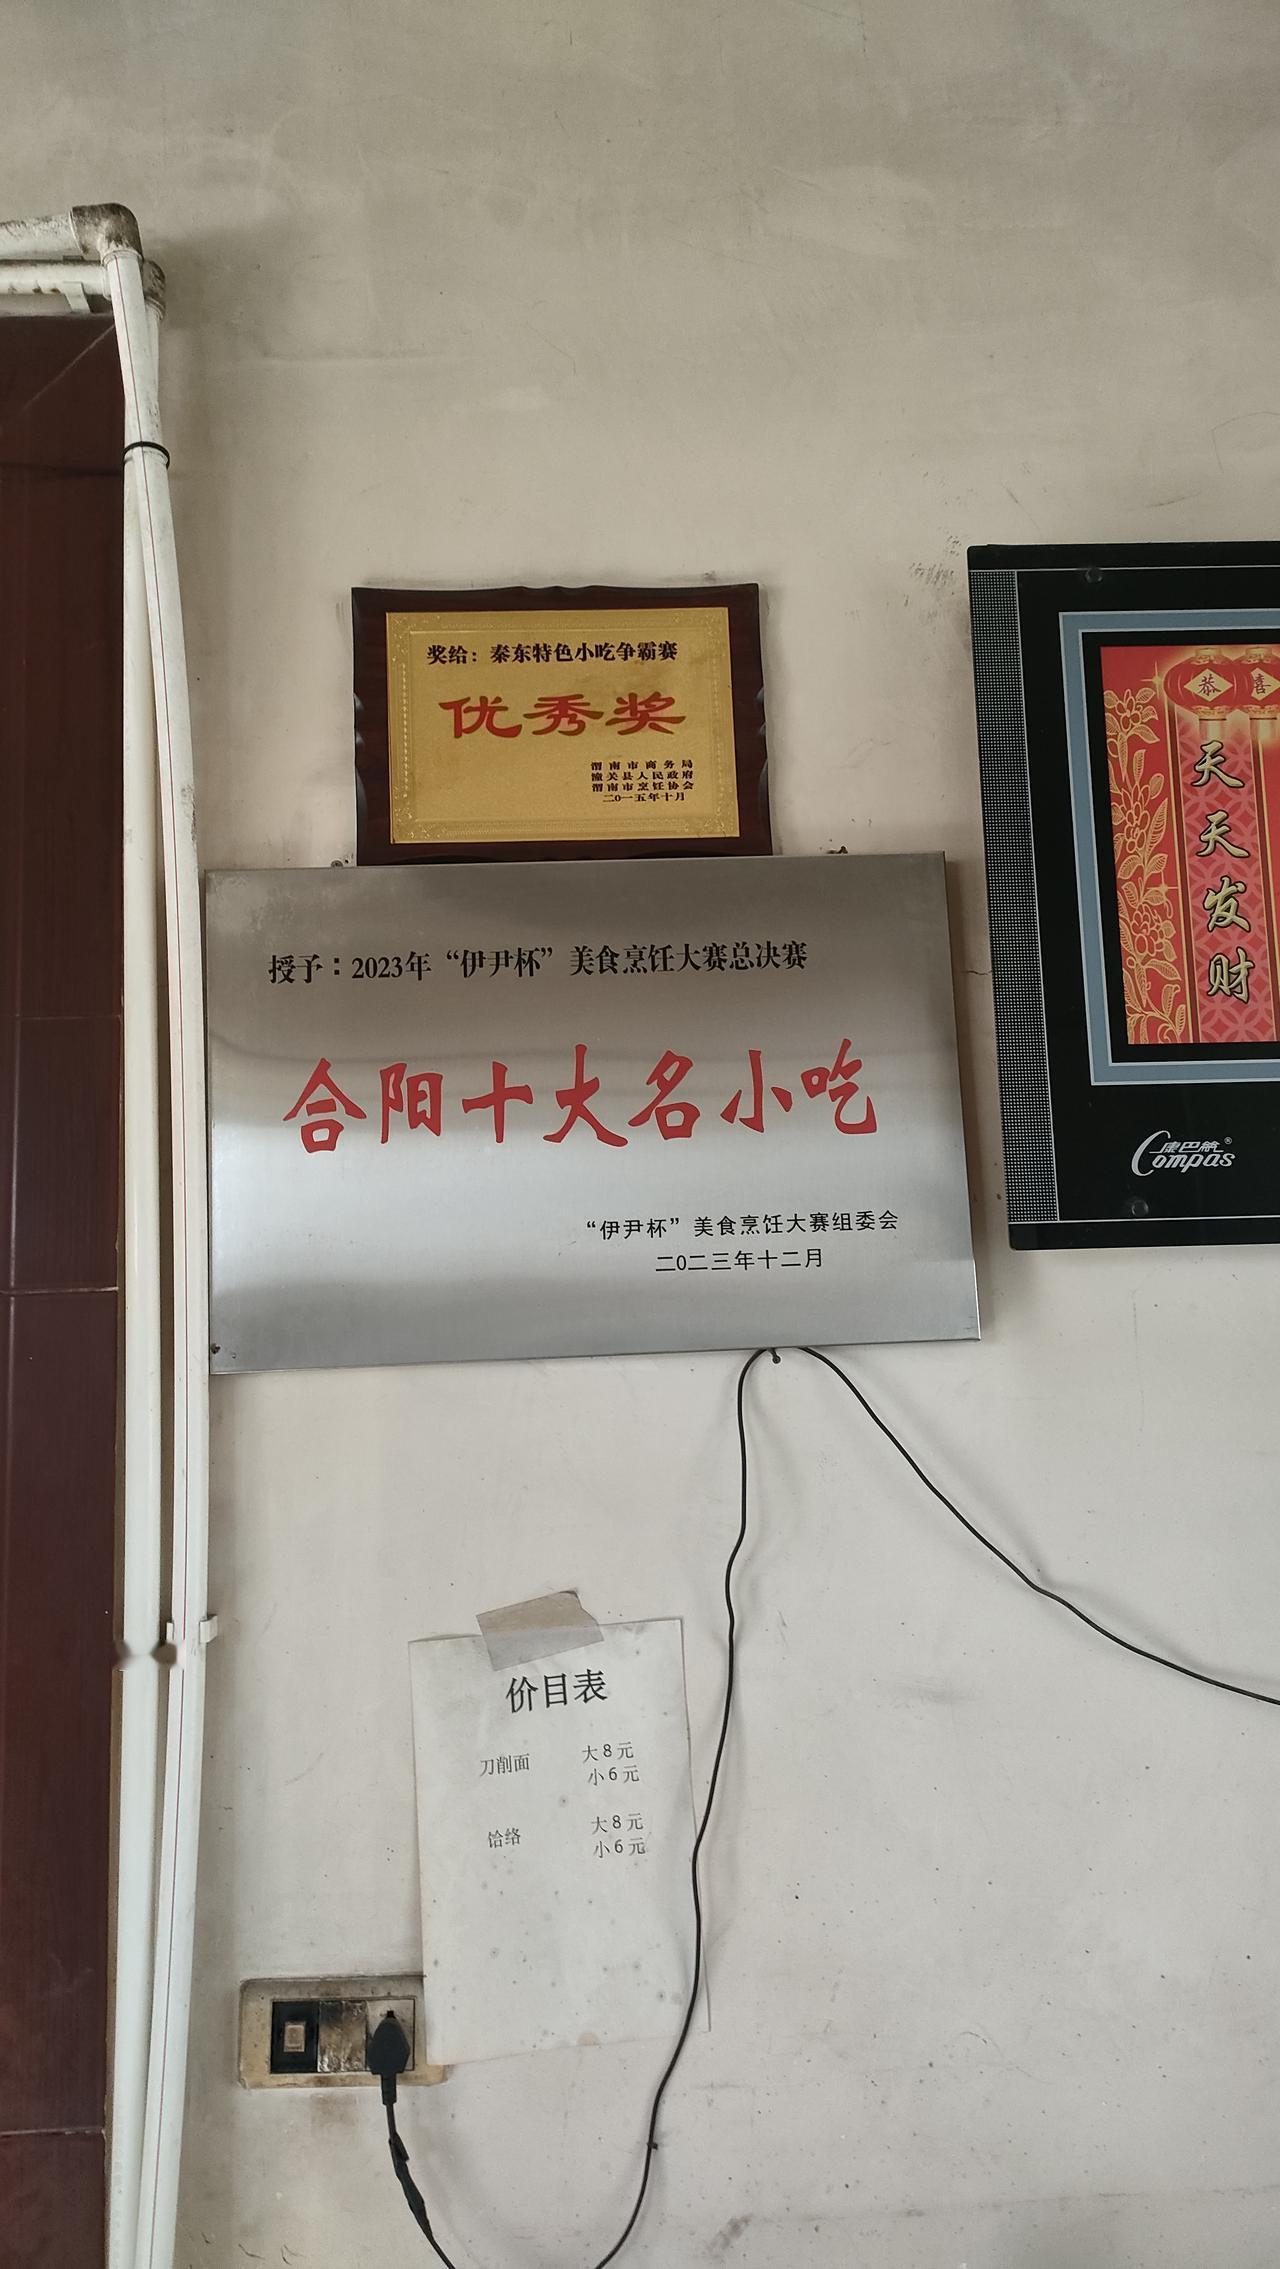 奖给：秦东特色小吃争霸赛
优秀奖
渭南市商务局
潼关县人民政府
渭南市烹饪协会
二〇一五年十月
授予：2023年“伊尹杯”美食烹饪大赛总决赛
合阳十大名小吃
“伊尹杯”美食烹饪大赛组委会
二0二三年十二月
恭喜
天天发财
康巴丝®
Compas
价目表
刀削面 大8元
小6元
饸络 大8元
小6元